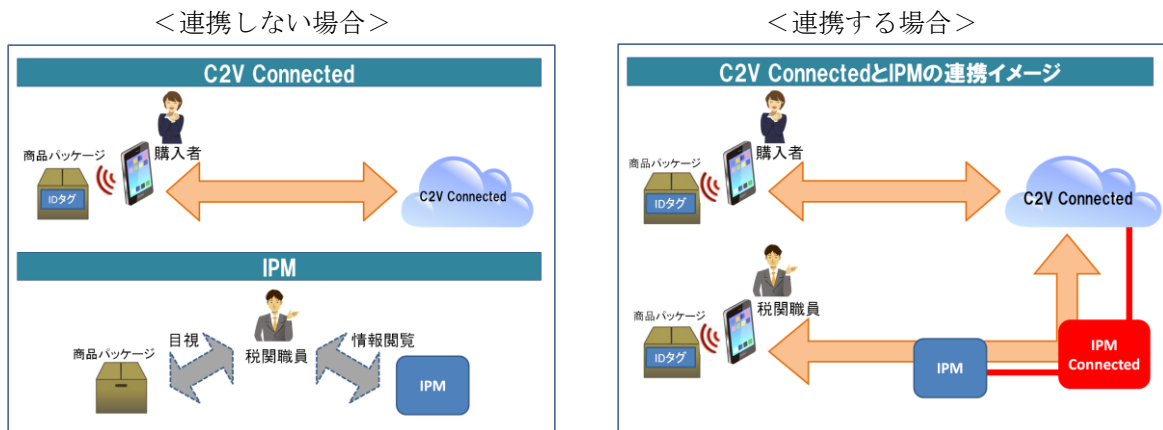 ＜連携しない場合＞
C2V Connected
購入者
商品パッケージ
IDタグ
C2V Connected
IPM
目視
税関職員
情報閲覧
商品パッケージ
IPM
＜連携する場合＞
C2V ConnectedとIPMの連携イメージ
購入者
商品パッケージ
IDタグ
C2V Connected
税関職員
商品パッケージ
IDタグ
IPM
IPM
Connected